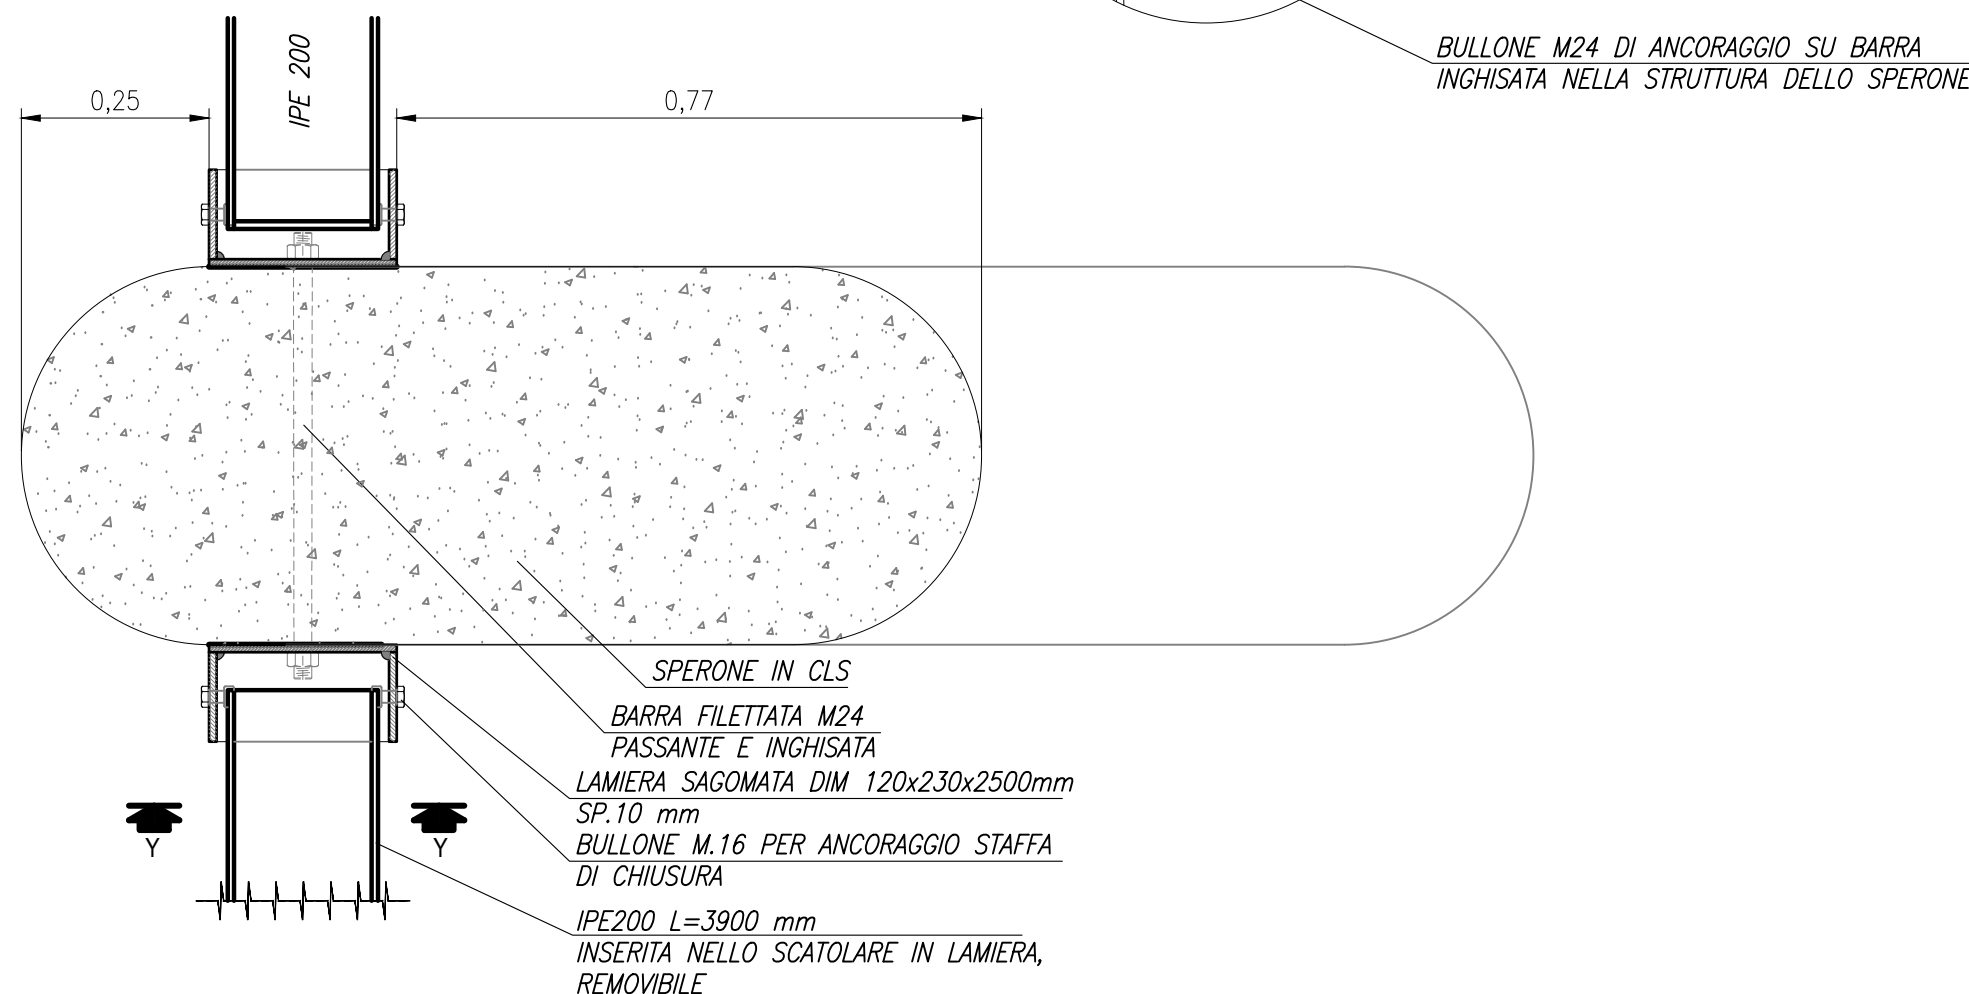 IPE 200
BULLONE M24 DI ANCORAGGIO SU BARRA
INGHISATA NELLA STRUTTURA DELLO SPERONE
0,25
0,77
SPERONE IN CLS
BARRA FILETTATA M24
PASSANTE E INGHISATA
LAMIERA SAGOMATA DIM 120x230x2500mm
SP.10 mm
BULLONE M.16 PER ANCORAGGIO STAFFA
DI CHIUSURA
Y
Y
IPE200 L=3900 mm
INSERITA NELLO SCATOLARE IN LAMIERA,
REMOVIBILE